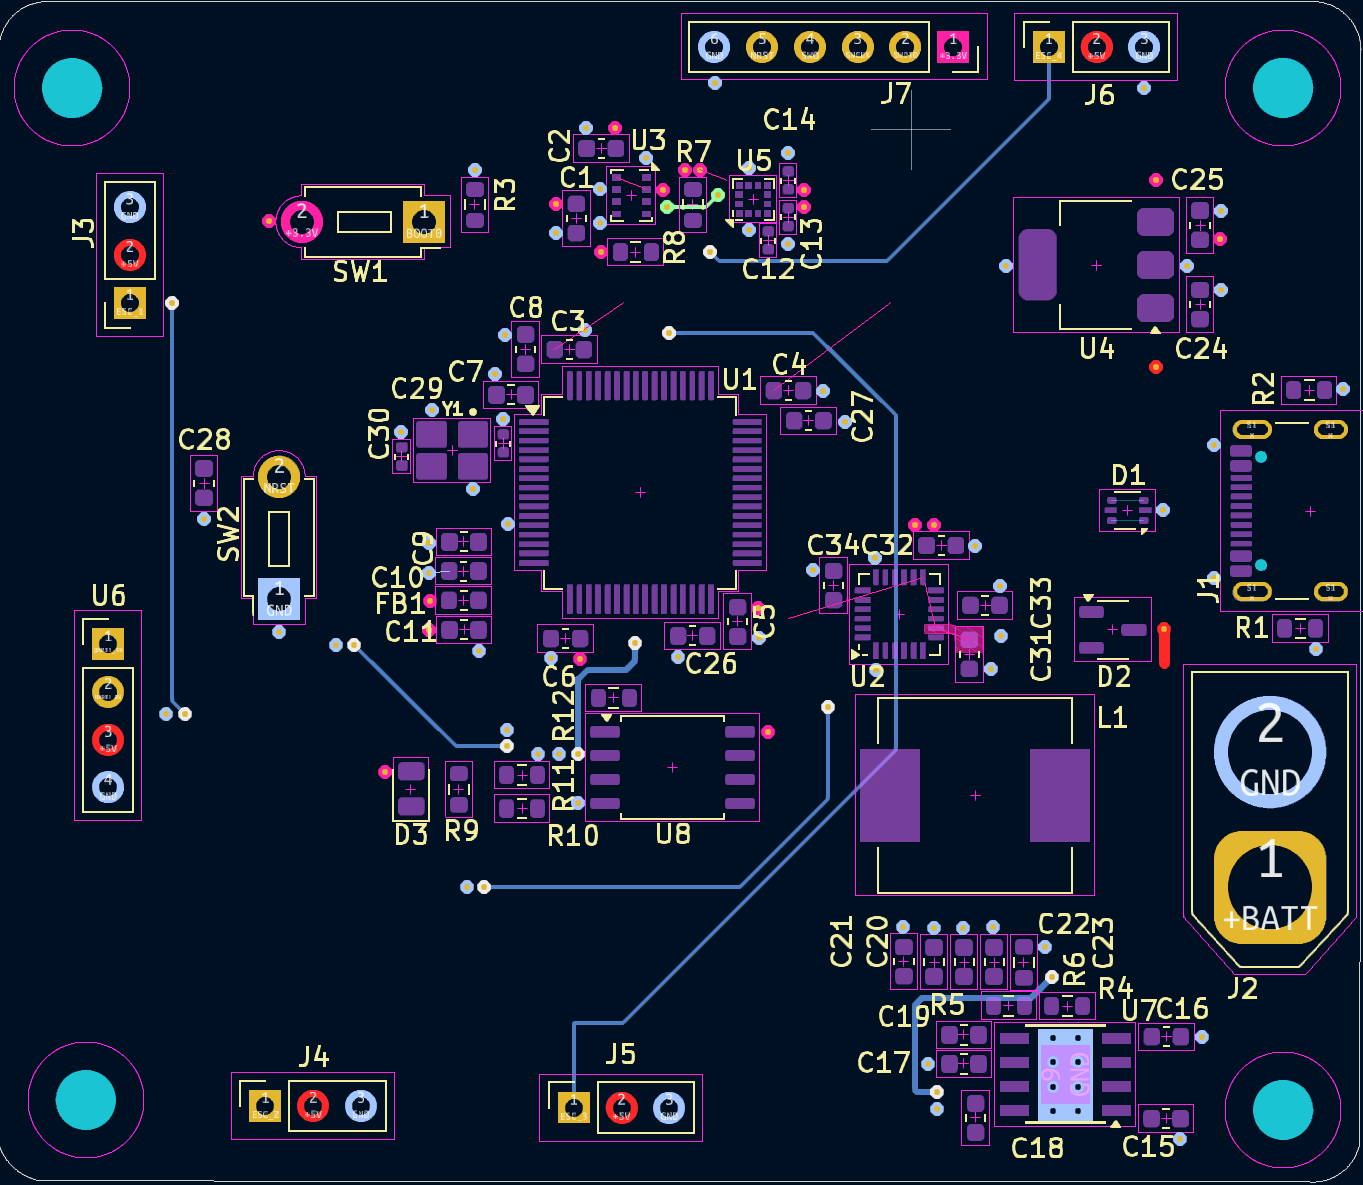 6 5 4 3 2 1
GND NRST SWO SWCLK SWDIO +3.3V
J7
1 2 3
ESC_4 +5V GND
J6
C14
C2
U3
R7
U5
C1
C25
R3
J3
3
GND
2
+5V
1
ESC_1
2
+3.3V
1
BOOT0
SW1
R8
C12
C13
C8
C3
U4
C24
C7
U1
C4
R2
C29
Y1
C30
C27
C28
2
NRST
SW2
1
GND
D1
C9
C34
C32
C10
FB1
C11
C33
C31
J1
R1
U6
1
2
3
+5V
4
GND
C5
C26
C6
U2
D2
R12
L1
2
GND
1
+BATT
J2
R11
D3
R9
R10
U8
C21
C20
C22
C23
R6
R5
R4
C19
U7
C16
C17
9
GND
C18
C15
J4
1 2 3
ESC_2 +5V GND
J5
1 2 3
ESC_3 +5V GND